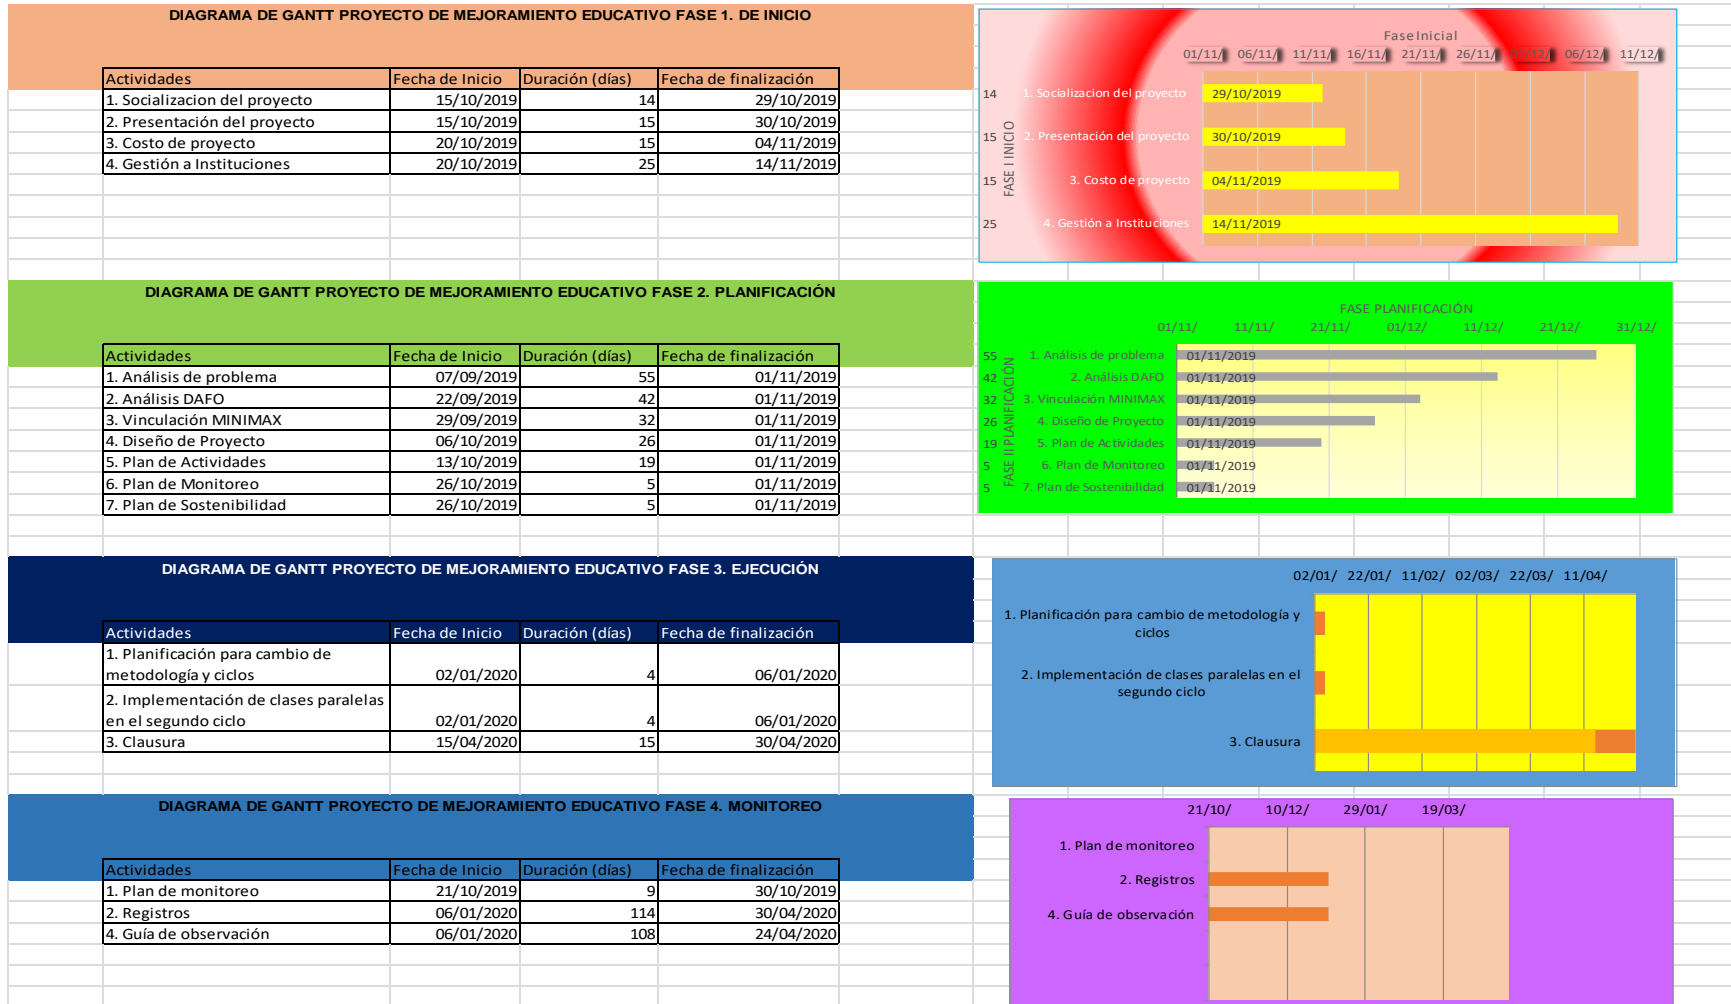 DIAGRAMA DE GANTT PROYECTO DE MEJORAMIENTO EDUCATIVO FASE 1. DE INICIO
Actividades Fecha de Inicio Duración (días) Fecha de finalización
1. Socializacion del proyecto 15/10/2019 14 29/10/2019
2. Presentación del proyecto 15/10/2019 15 30/10/2019
3. Costo de proyecto 20/10/2019 15 04/11/2019
4. Gestión a Instituciones 20/10/2019 25 14/11/2019
Fase Inicial
01/11/ 06/11/ 11/11/ 16/11/ 21/11/ 26/11/ 01/12/ 06/12/ 11/12/
FASE I INICIO
14 1. Socializacion del proyecto 29/10/2019
15 2. Presentación del proyecto 30/10/2019
15 3. Costo de proyecto 04/11/2019
25 4. Gestión a Instituciones 14/11/2019
DIAGRAMA DE GANTT PROYECTO DE MEJORAMIENTO EDUCATIVO FASE 2. PLANIFICACIÓN
Actividades Fecha de Inicio Duración (días) Fecha de finalización
1. Análisis de problema 07/09/2019 55 01/11/2019
2. Análisis DAFO 22/09/2019 42 01/11/2019
3. Vinculación MINIMAX 29/09/2019 32 01/11/2019
4. Diseño de Proyecto 06/10/2019 26 01/11/2019
5. Plan de Actividades 13/10/2019 19 01/11/2019
6. Plan de Monitoreo 26/10/2019 5 01/11/2019
7. Plan de Sostenibilidad 26/10/2019 5 01/11/2019
FASE PLANIFICACIÓN
01/11/ 11/11/ 21/11/ 01/12/ 11/12/ 21/12/ 31/12/
FASE II PLANIFICACIÓN
55 1. Análisis de problema 01/11/2019
42 2. Análisis DAFO 01/11/2019
32 3. Vinculación MINIMAX 01/11/2019
26 4. Diseño de Proyecto 01/11/2019
19 5. Plan de Actividades 01/11/2019
5 6. Plan de Monitoreo 01/11/2019
5 7. Plan de Sostenibilidad 01/11/2019
DIAGRAMA DE GANTT PROYECTO DE MEJORAMIENTO EDUCATIVO FASE 3. EJECUCIÓN
Actividades Fecha de Inicio Duración (días) Fecha de finalización
1. Planificación para cambio de
metodología y ciclos 02/01/2020 4 06/01/2020
2. Implementación de clases paralelas
en el segundo ciclo 02/01/2020 4 06/01/2020
3. Clausura 15/04/2020 15 30/04/2020
02/01/ 22/01/ 11/02/ 02/03/ 22/03/ 11/04/
1. Planificación para cambio de metodología y
ciclos
2. Implementación de clases paralelas en el
segundo ciclo
3. Clausura
DIAGRAMA DE GANTT PROYECTO DE MEJORAMIENTO EDUCATIVO FASE 4. MONITOREO
Actividades Fecha de Inicio Duración (días) Fecha de finalización
1. Plan de monitoreo 21/10/2019 9 30/10/2019
2. Registros 06/01/2020 114 30/04/2020
4. Guía de observación 06/01/2020 108 24/04/2020
21/10/ 10/12/ 29/01/ 19/03/
1. Plan de monitoreo
2. Registros
4. Guía de observación